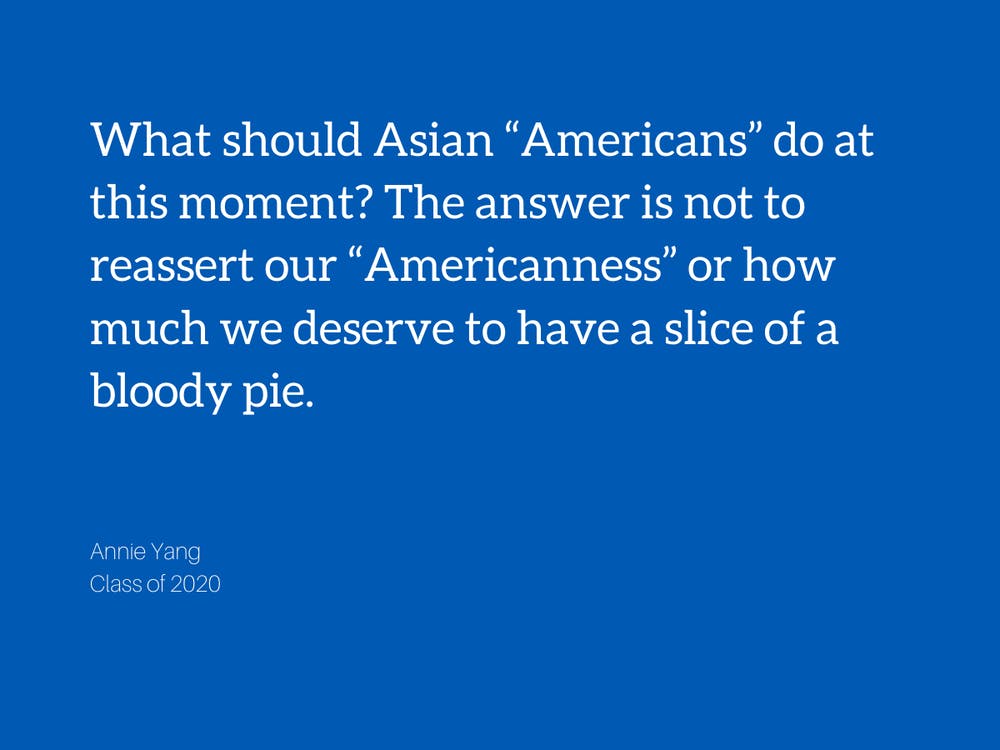 What should Asian “Americans” do at
this moment? The answer is not to
reassert our “Americanness” or how
much we deserve to have a slice of a
bloody pie.
Annie Yang
Class of 2020